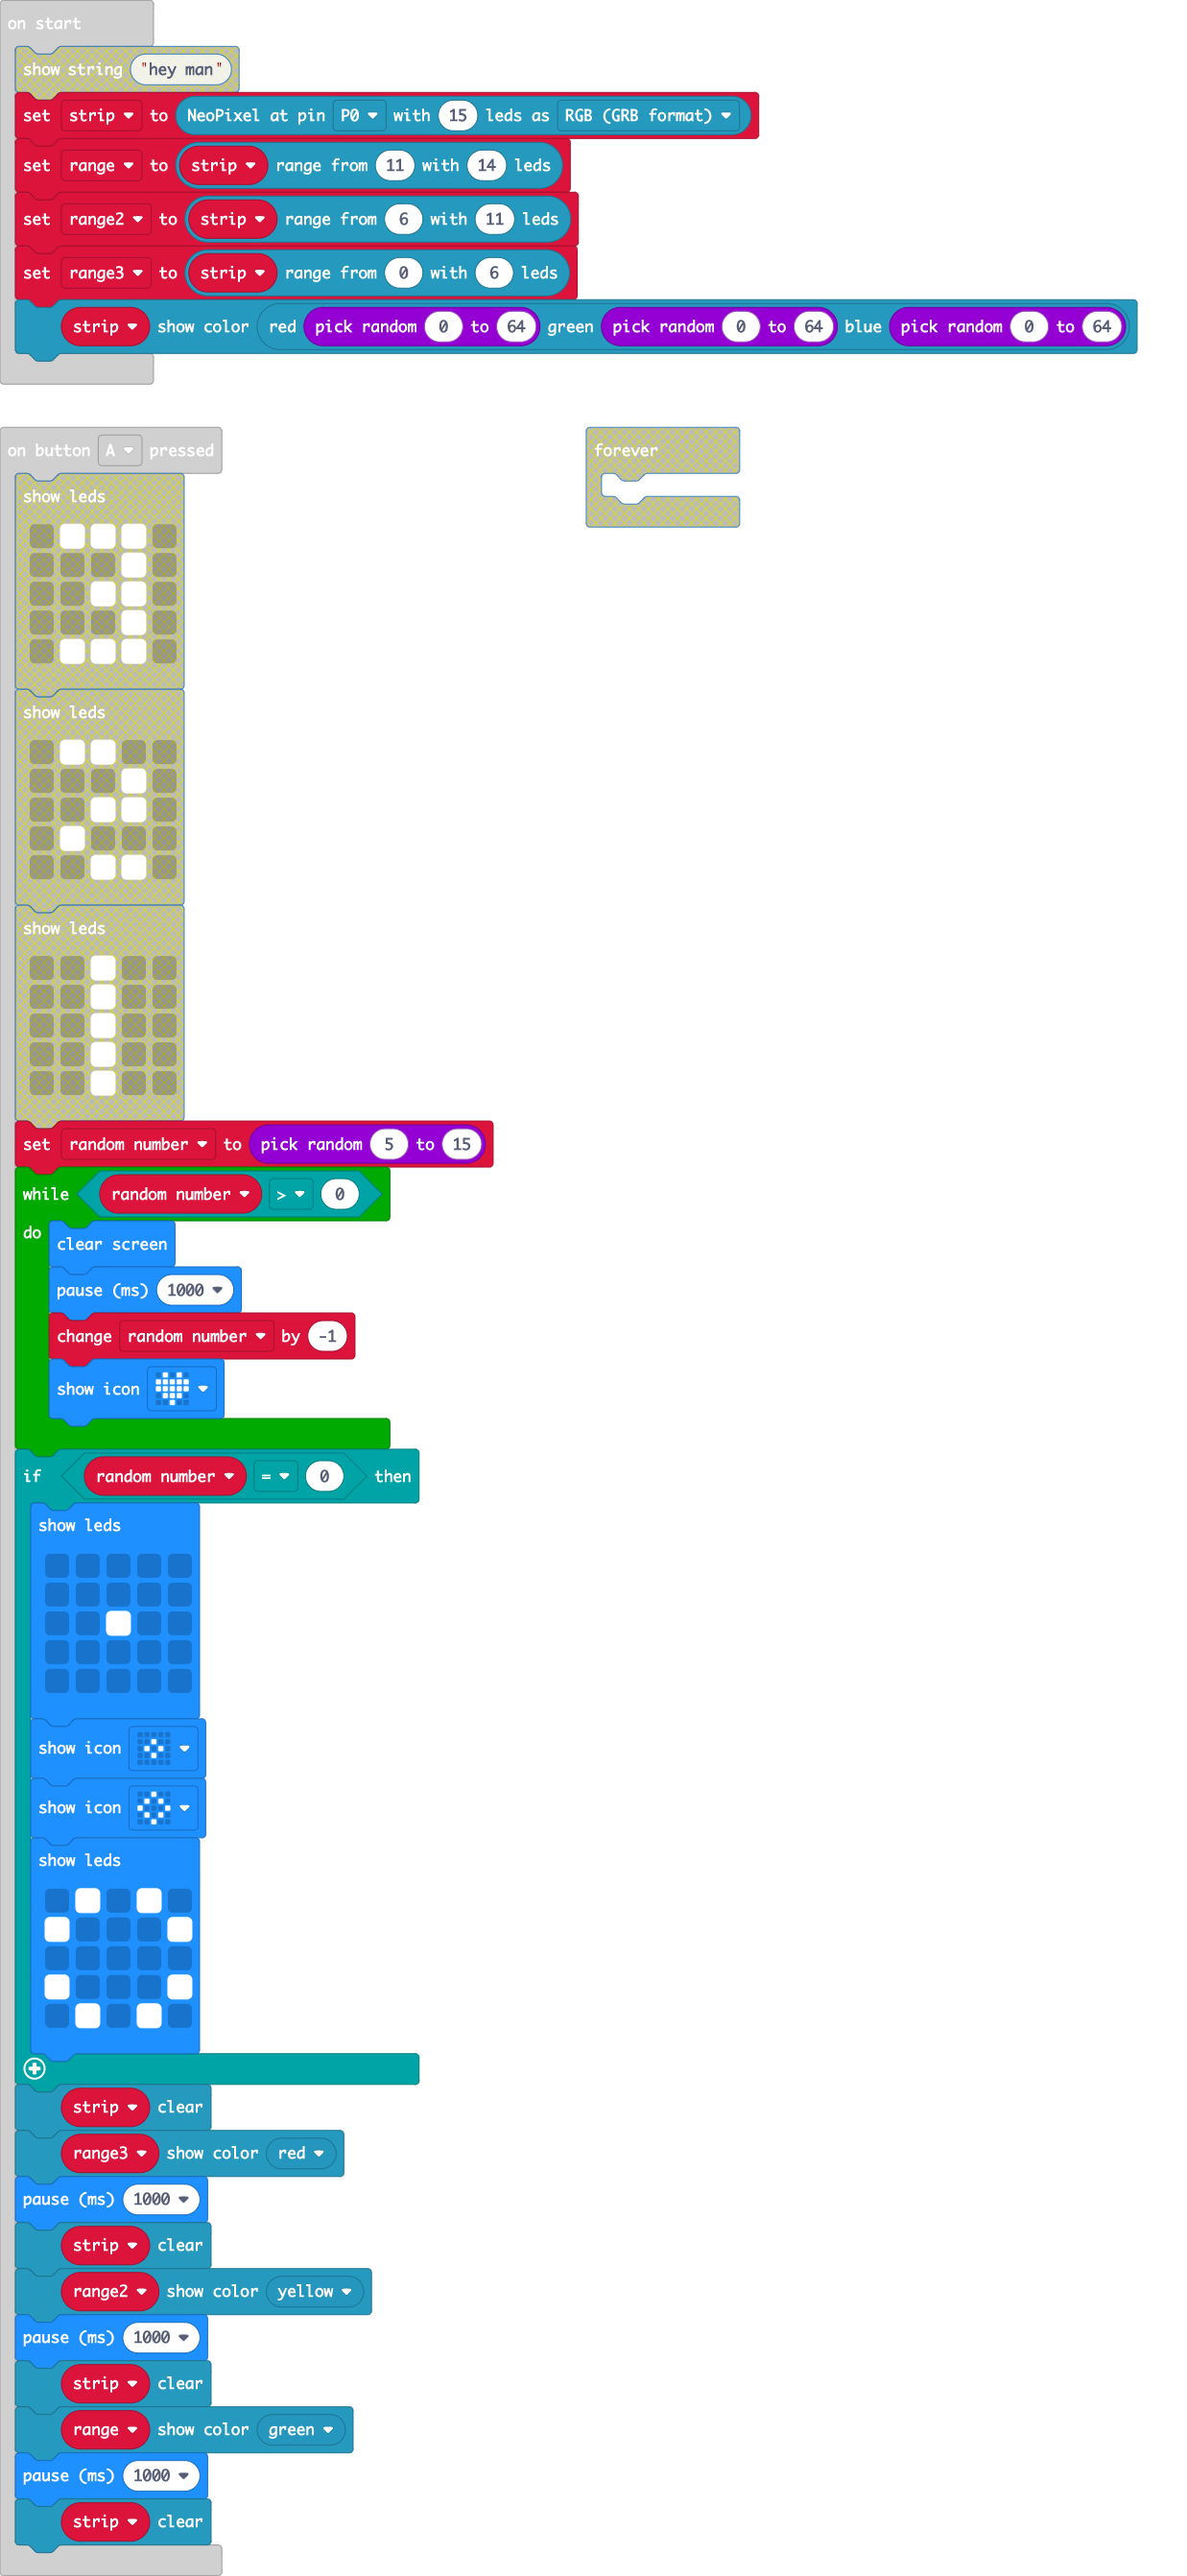 on start
show string "hey man"
set strip to NeoPixel at pin P0 with 15 leds as RGB (GRB format)
set range to strip range from 11 with 14 leds
set range2 to strip range from 6 with 11 leds
set range3 to strip range from 0 with 6 leds
strip show color red pick random 0 to 64 green pick random 0 to 64 blue pick random 0 to 64
on button A pressed
forever
show leds
show leds
show leds
set random number to pick random 5 to 15
while random number > 0
do
clear screen
pause (ms) 1000
change random number by -1
show icon
if random number = 0 then
show leds
show icon
show icon
show leds
strip clear
range3 show color red
pause (ms) 1000
strip clear
range2 show color yellow
pause (ms) 1000
strip clear
range show color green
pause (ms) 1000
strip clear